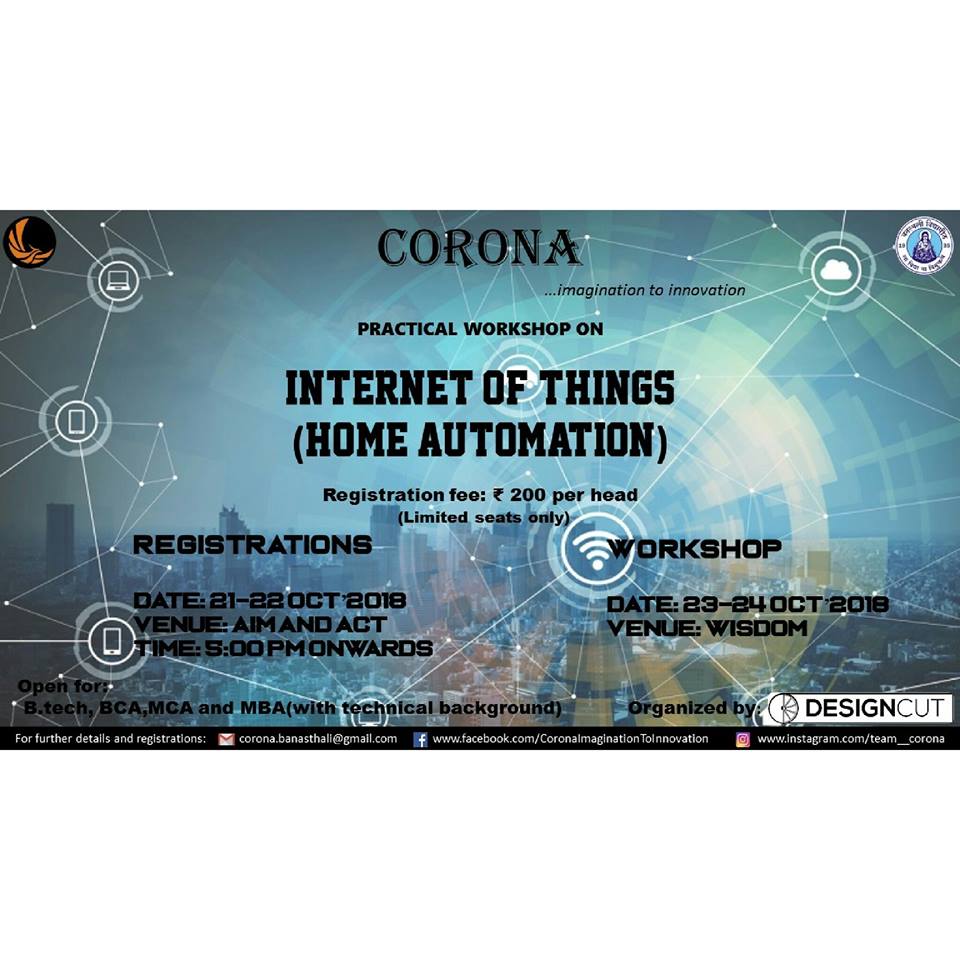 CORONA
...imagination to innovation
PRACTICAL WORKSHOP ON
INTERNET OF THINGS
(HOME AUTOMATION)
Registration fee: ₹ 200 per head
(Limited seats only)
REGISTRATIONS
DATE: 21-22 OCT'2018
VENUE: AIM AND ACT
TIME: 5:00 PM ONWARDS
WORKSHOP
DATE: 23-24 OCT'2018
VENUE: WISDOM
Open for:
B.tech, BCA,MCA and MBA(with technical background)
Organized by: DESIGNCUT
For further details and registrations: corona.banasthali@gmail.com www.facebook.com/CoronaImaginationToInnovation www.instagram.com/team__corona